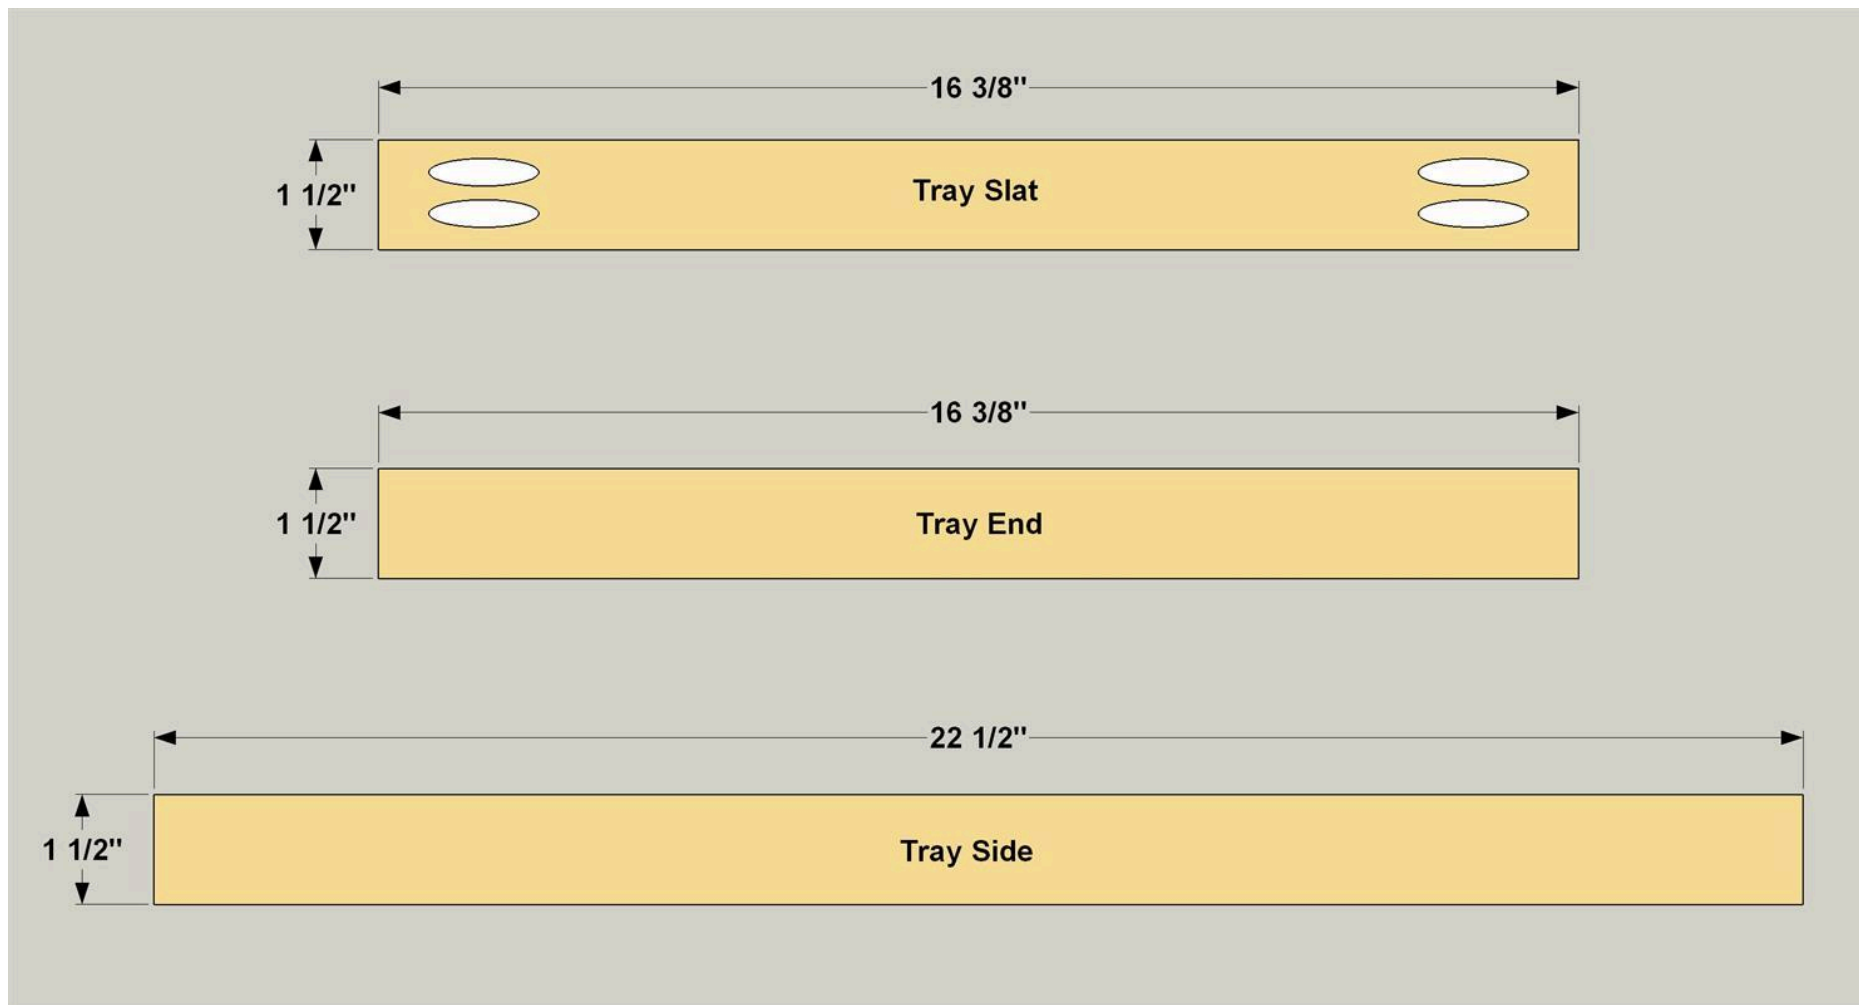 16 3/8"
1 1/2"
Tray Slat
16 3/8"
1 1/2"
Tray End
22 1/2"
1 1/2"
Tray Side